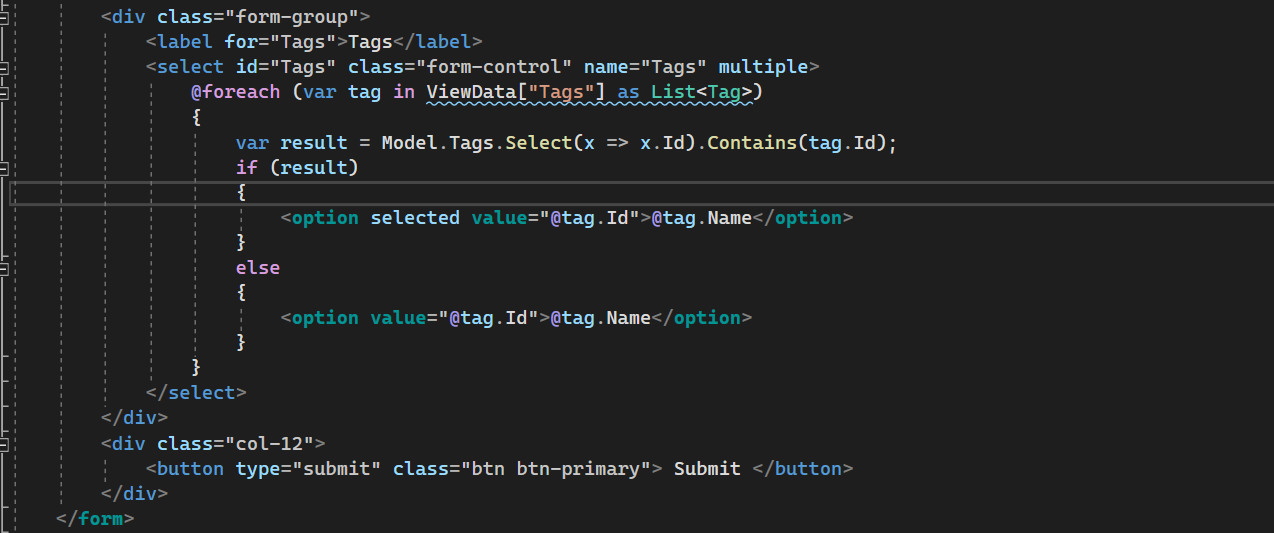 <div class="form-group">
<label for="Tags">Tags</label>
<select id="Tags" class="form-control" name="Tags" multiple>
@foreach (var tag in ViewData["Tags"] as List<Tag>)
{
var result = Model.Tags.Select(x => x.Id).Contains(tag.Id);
if (result)
{
<option selected value="@tag.Id">@tag.Name</option>
}
else
{
<option value="@tag.Id">@tag.Name</option>
}
}
</select>
</div>
<div class="col-12">
<button type="submit" class="btn btn-primary"> Submit </button>
</div>
</form>